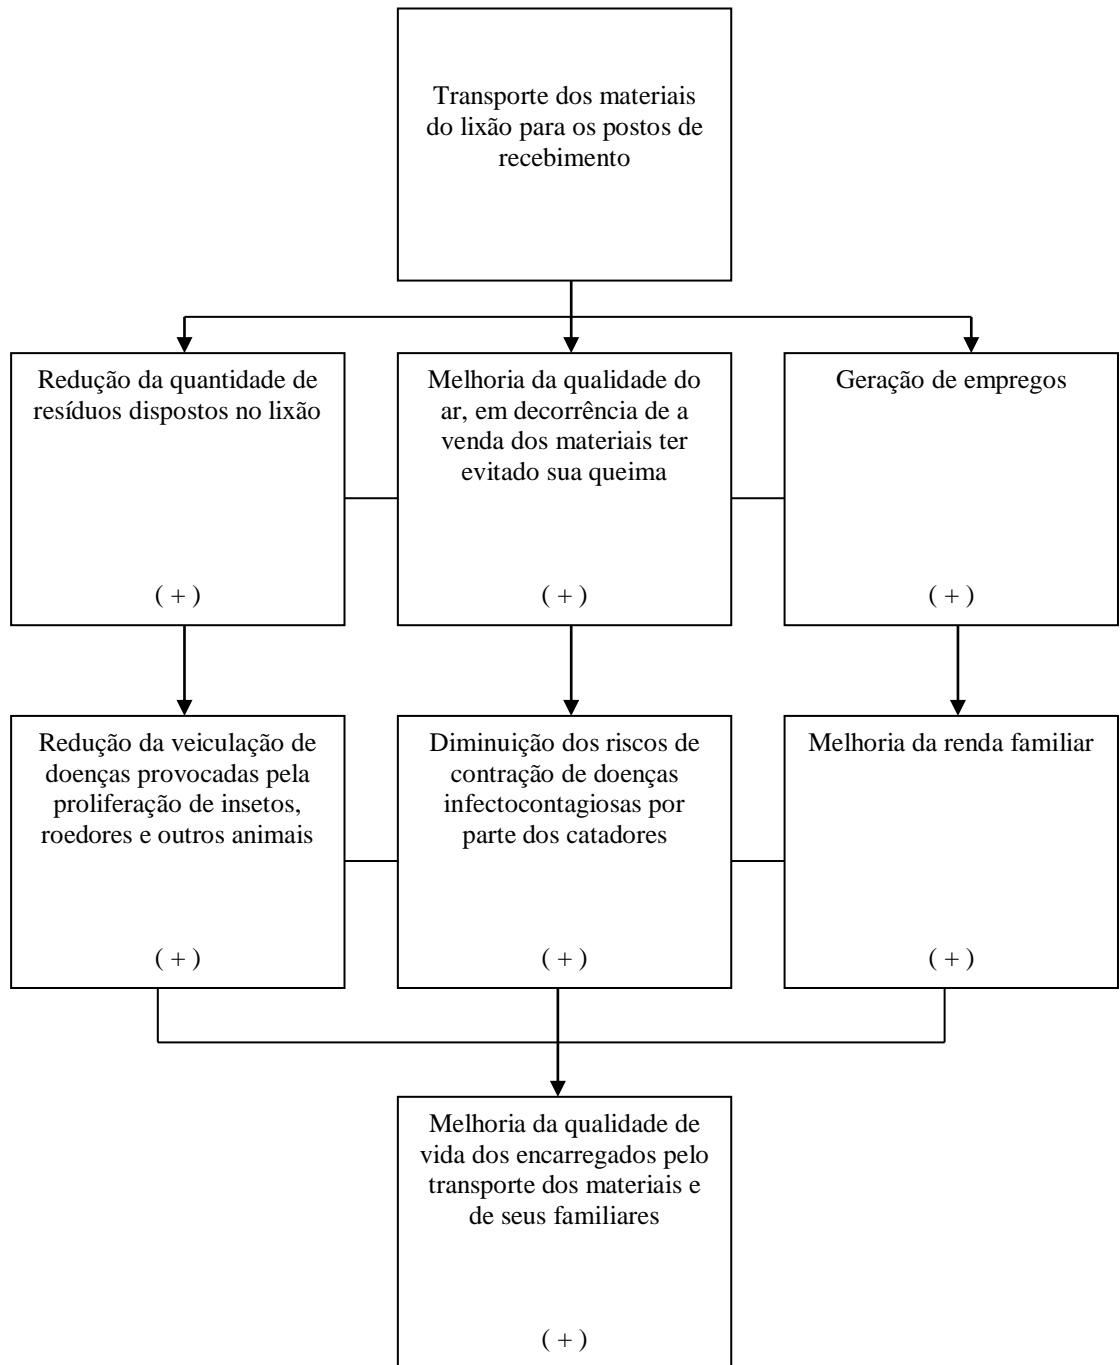 Transporte dos materiais
do lixão para os postos de
recebimento
Redução da quantidade de
resíduos dispostos no lixão
( + )
Melhoria da qualidade do
ar, em decorrência de a
venda dos materiais ter
evitado sua queima
( + )
Geração de empregos
( + )
Redução da veiculação de
doenças provocadas pela
proliferação de insetos,
roedores e outros animais
( + )
Diminuição dos riscos de
contração de doenças
infectocontagiosas por
parte dos catadores
( + )
Melhoria da renda familiar
( + )
Melhoria da qualidade de
vida dos encarregados pelo
transporte dos materiais e
de seus familiares
( + )